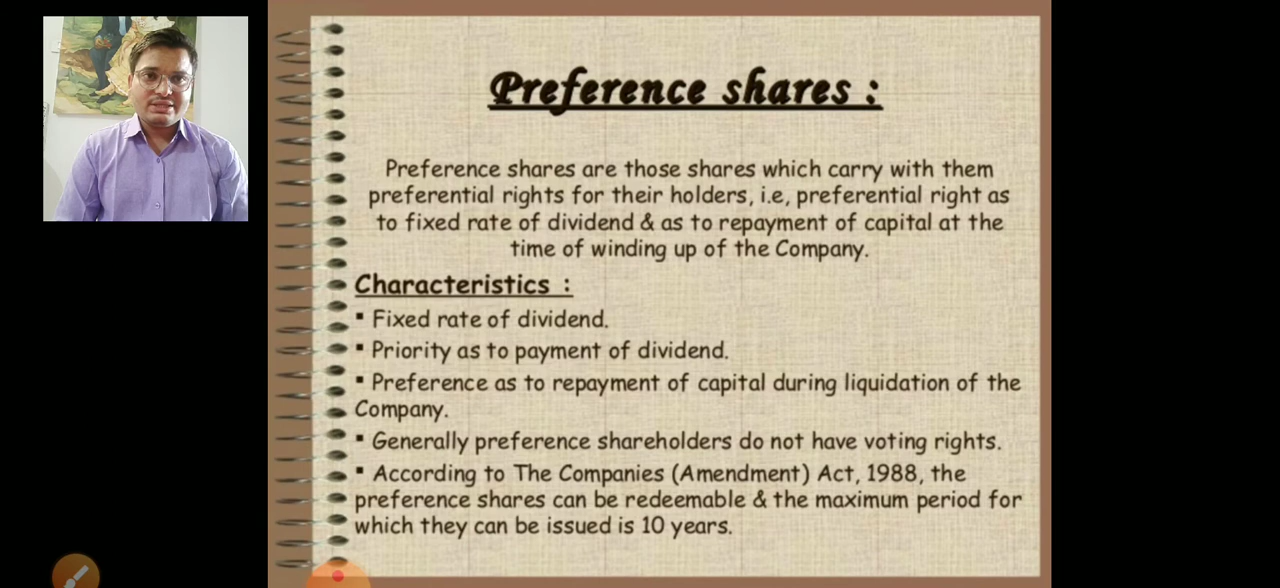 Preference shares :
Preference shares are those shares which carry with them
preferential rights for their holders, i.e, preferential right as
to fixed rate of dividend & as to repayment of capital at the
time of winding up of the Company.
Characteristics :
▪ Fixed rate of dividend.
▪ Priority as to payment of dividend.
▪ Preference as to repayment of capital during liquidation of the
Company.
▪ Generally preference shareholders do not have voting rights.
▪ According to The Companies (Amendment) Act, 1988, the
preference shares can be redeemable & the maximum period for
which they can be issued is 10 years.